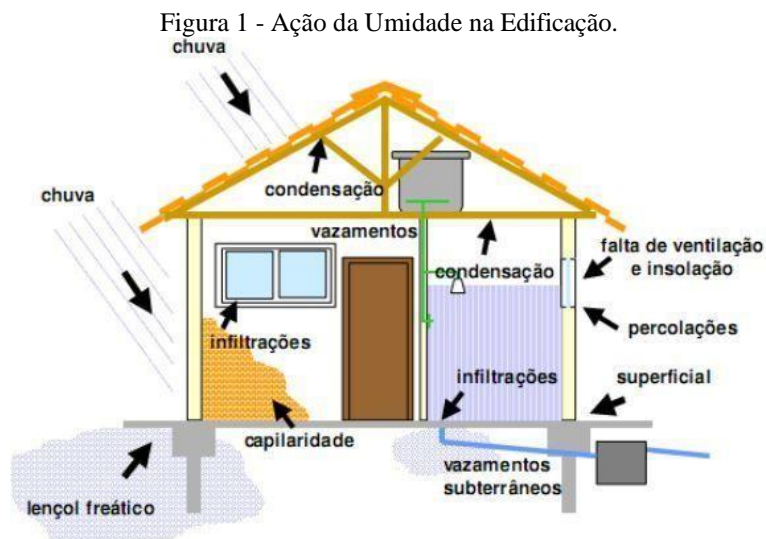 Figura 1 - Ação da Umidade na Edificação.
chuva
condensação
chuva
vazamentos
condensação
falta de ventilação
e insolação
infiltrações
percolações
infiltrações
superficial
capilaridade
vazamentos
subterrâneos
lençol freático